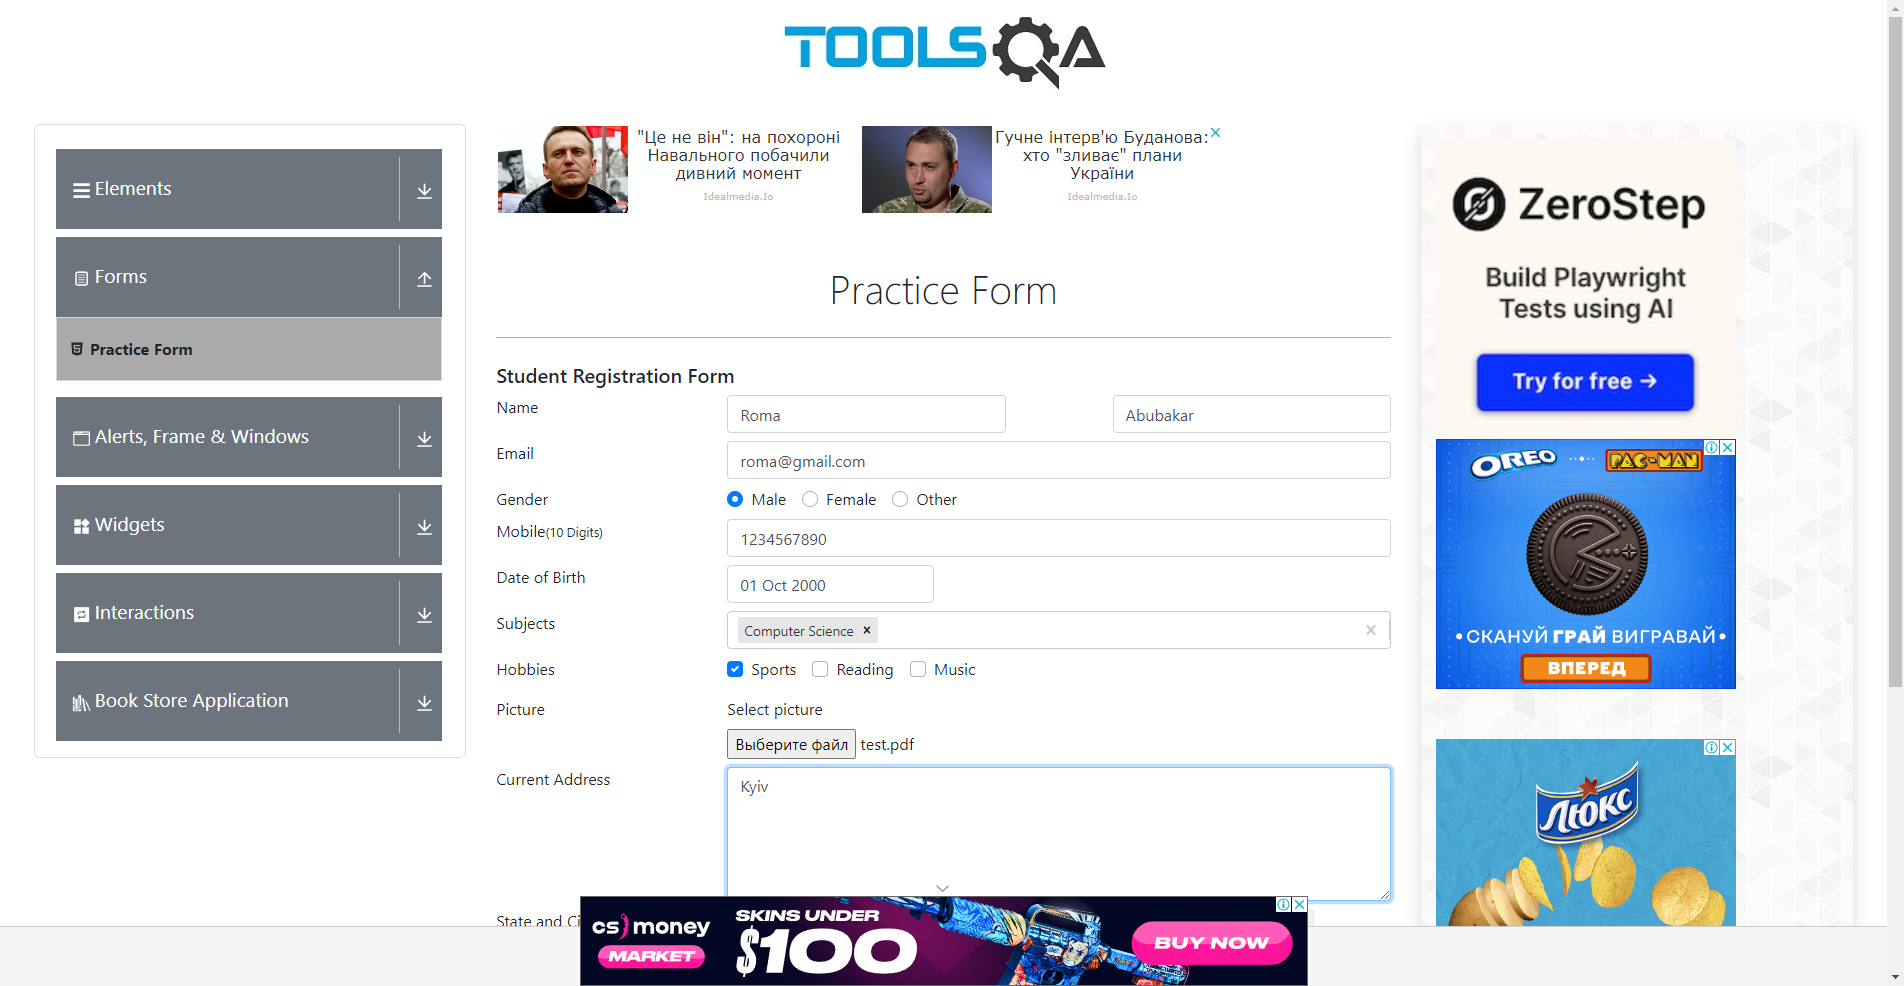 TOOLSQA
Elements
Forms
Practice Form
Alerts, Frame & Windows
Widgets
Interactions
Book Store Application
"Це не він": на похороні
Навального побачили
дивний момент
Idealmedia.Io
Гучне інтерв'ю Буданова:
хто "зливає" плани
України
Idealmedia.Io
Practice Form
Student Registration Form
Name
Roma
Abubakar
Email
roma@gmail.com
Gender
Male
Female
Other
Mobile(10 Digits)
1234567890
Date of Birth
01 Oct 2000
Subjects
Computer Science
Hobbies
Sports
Reading
Music
Picture
Select picture
Выберите файл test.pdf
Current Address
Kyiv
State and Ci
cs money
MARKET
SKINS UNDER
$100
BUY NOW
ZeroStep
Build Playwright
Tests using AI
Try for free →
OREO
PAC-MAN
•СКАНУЙ ГРАЙ ВИГРАВАЙ•
ВПЕРЕД
Люкс